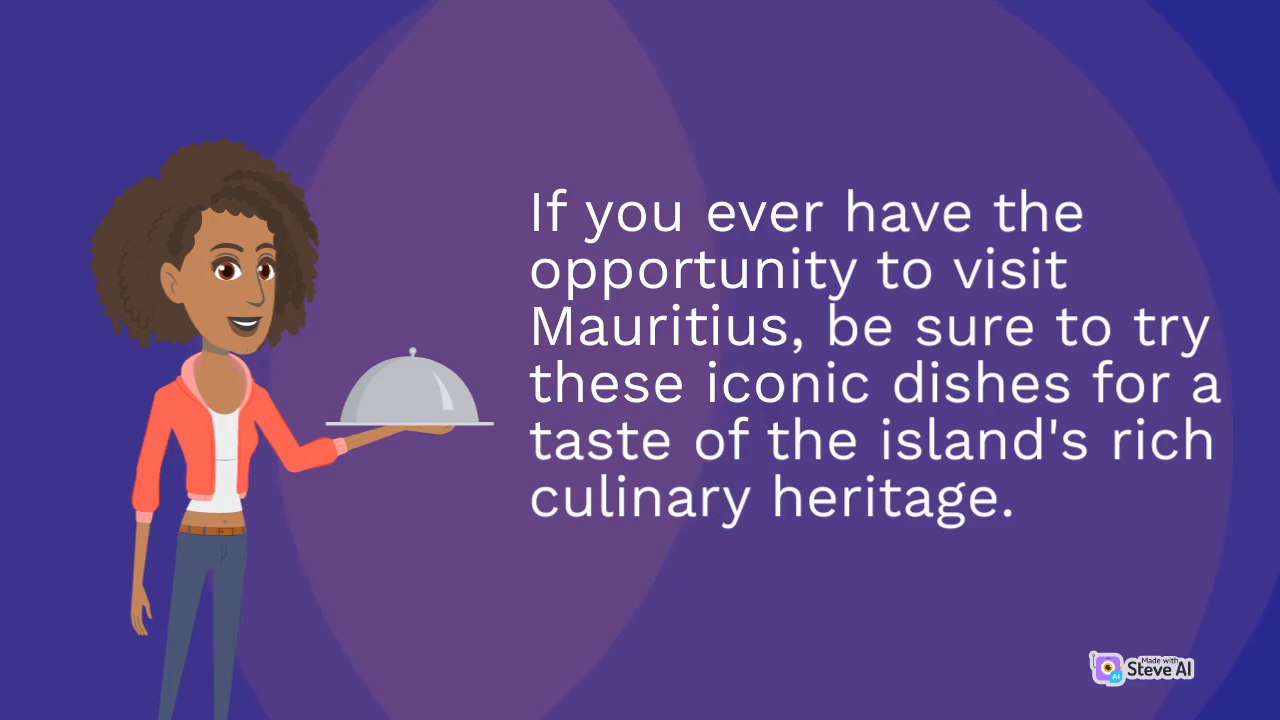 If you ever have the
opportunity to visit
Mauritius, be sure to try
these iconic dishes for a
taste of the island's rich
culinary heritage.
Made with
Steve AI
AI